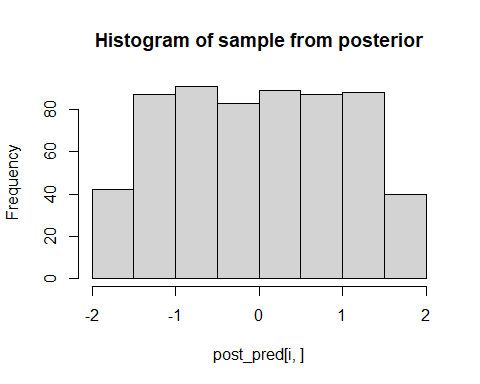 Histogram of sample from posterior
Frequency
80
60
40
20
0
-2 -1 0 1 2
post_pred[i, ]